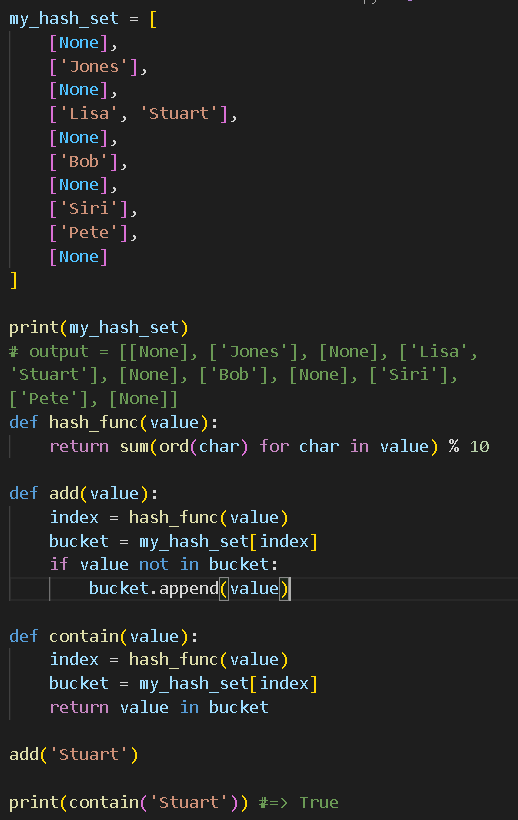 my_hash_set = [
    [None],
    ['Jones'],
    [None],
    ['Lisa', 'Stuart'],
    [None],
    ['Bob'],
    [None],
    ['Siri'],
    ['Pete'],
    [None]
]
print(my_hash_set)
# output = [[None], ['Jones'], [None], ['Lisa',
'Stuart'], [None], ['Bob'], [None], ['Siri'],
['Pete'], [None]]
def hash_func(value):
    return sum(ord(char) for char in value) % 10
def add(value):
    index = hash_func(value)
    bucket = my_hash_set[index]
    if value not in bucket:
        bucket.append(value)
def contain(value):
    index = hash_func(value)
    bucket = my_hash_set[index]
    return value in bucket
add('Stuart')
print(contain('Stuart')) #=> True